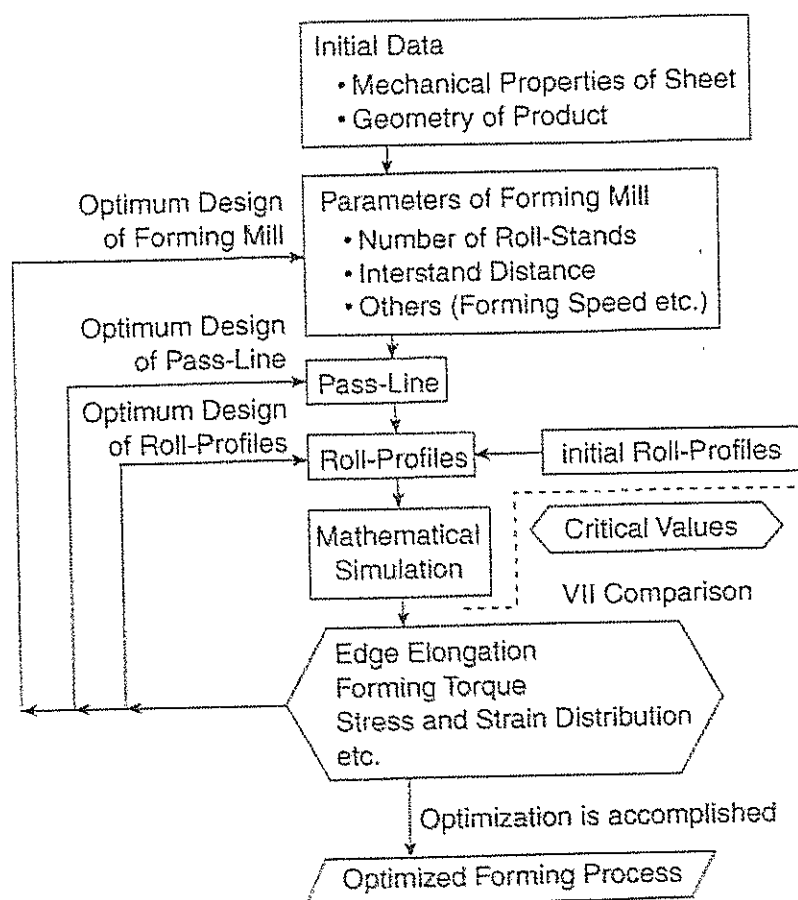 Initial Data
• Mechanical Properties of Sheet
• Geometry of Product
Optimum Design
of Forming Mill
Parameters of Forming Mill
• Number of Roll-Stands
• Interstand Distance
• Others (Forming Speed etc.)
Optimum Design
of Pass-Line
Pass-Line
Optimum Design
of Roll-Profiles
Roll-Profiles
initial Roll-Profiles
Mathematical
Simulation
Critical Values
VII Comparison
Edge Elongation
Forming Torque
Stress and Strain Distribution
etc.
Optimization is accomplished
Optimized Forming Process